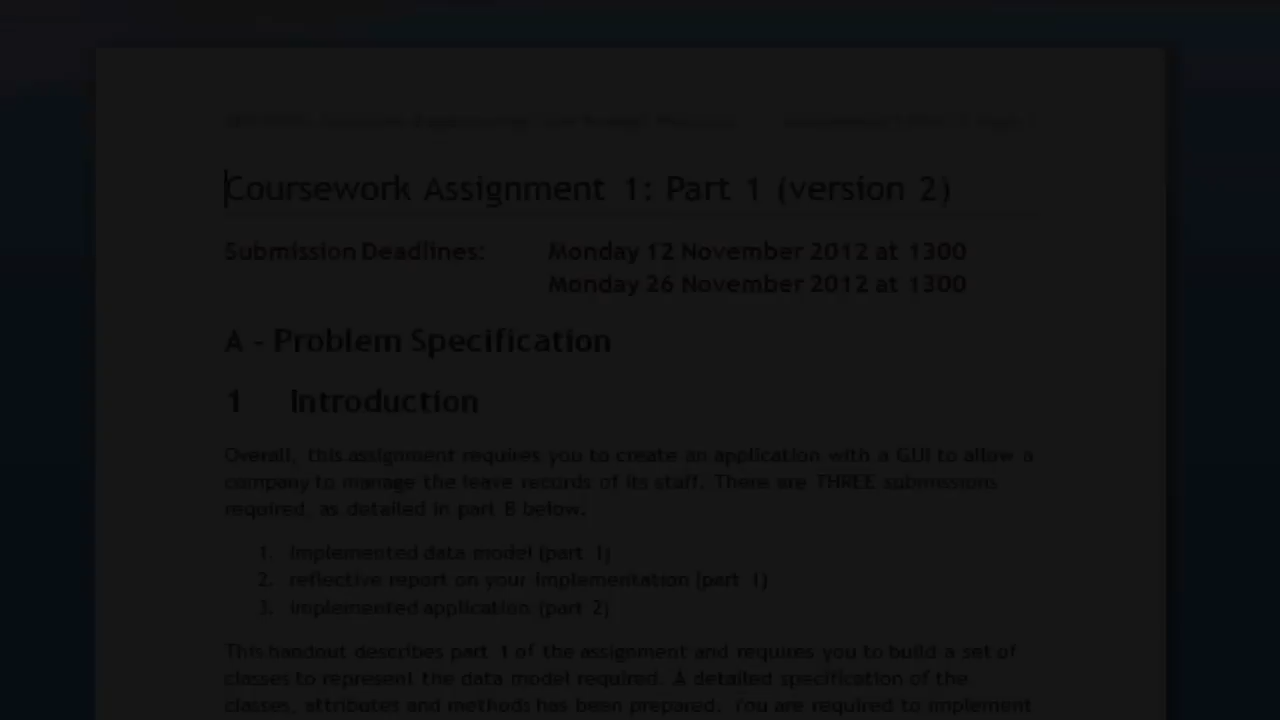 Coursework Assignment 1: Part 1 (version 2)
Submission Deadlines: Monday 12 November 2012 at 1300
Monday 26 November 2012 at 1300
A - Problem Specification
1 Introduction
Overall, this assignment requires you to create an application with a GUI to allow a
company to manage the leave records of its staff. There are THREE submissions
required, as detailed in part B below.
1. Implemented data model (part 1)
2. reflective report on your implementation (part 1)
3. implemented application (part 2)
This handout describes part 1 of the assignment and requires you to build a set of
classes to represent the data model required. A detailed specification of the
classes, attributes and methods has been prepared. You are required to implement